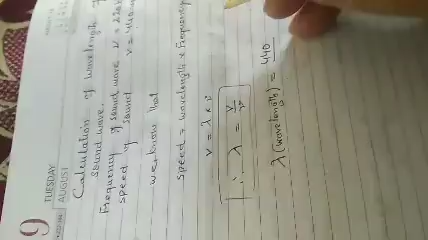 9
TUESDAY
AUGUST
Calculation of wavelength
sound wave.
Frequency of sound wave ν = 220
speed of sound v = 440
we know that
speed = wavelength × Frequency
v = λ × ν
∴ λ = v/ν
λ (wavelength) = 440